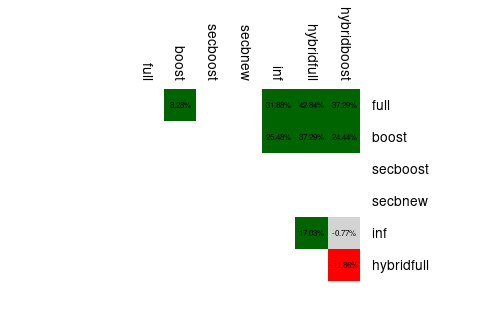 full boost secboost secbnew inf hybridfull hybridboost
8.28% 31.88% 42.84% 37.29% full
25.48% 37.29% 24.44% boost
secboost
secbnew
17.03% -0.77% inf
-11.86% hybridfull